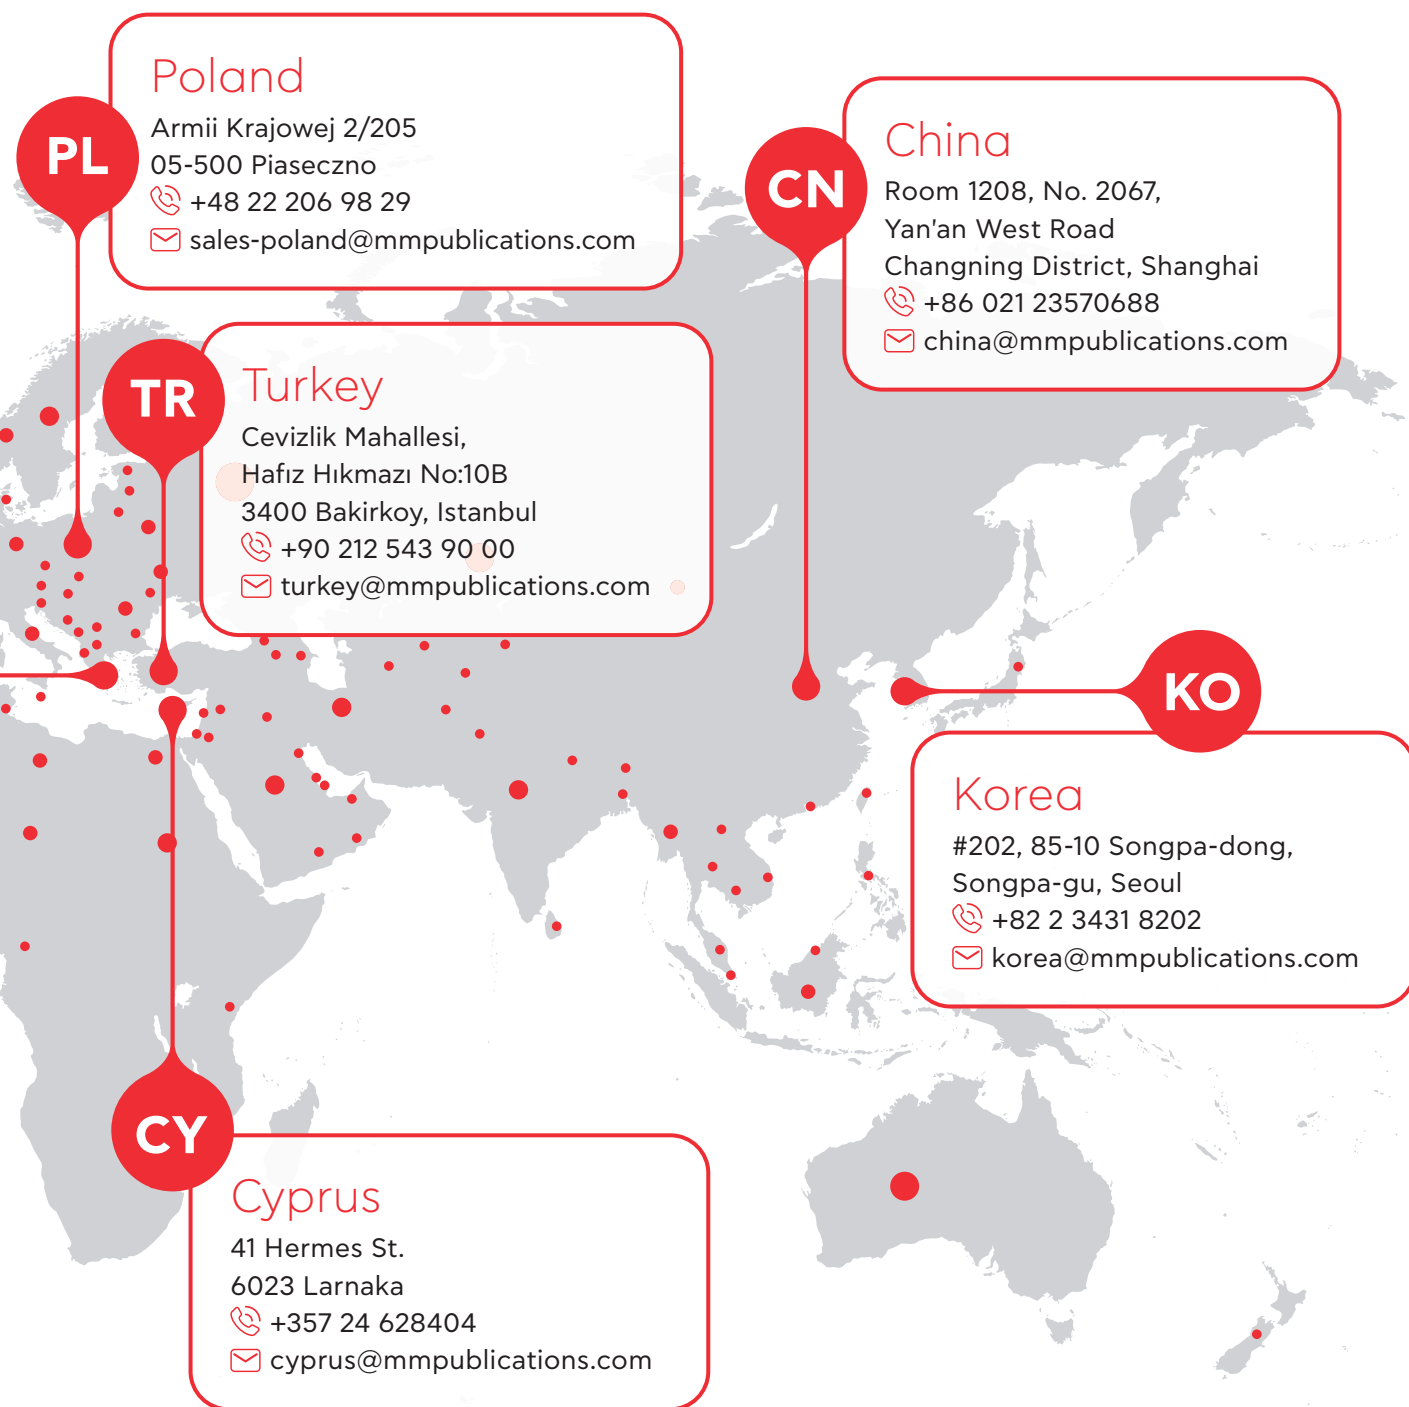 PL
Poland
Armii Krajowej 2/205
05-500 Piaseczno
+48 22 206 98 29
sales-poland@mmpublications.com
CN
China
Room 1208, No. 2067,
Yan'an West Road
Changning District, Shanghai
+86 021 23570688
china@mmpublications.com
TR
Turkey
Cevizlik Mahallesi,
Hafız Hıkmazı No:10B
3400 Bakirkoy, Istanbul
+90 212 543 90 00
turkey@mmpublications.com
KO
Korea
#202, 85-10 Songpa-dong,
Songpa-gu, Seoul
+82 2 3431 8202
korea@mmpublications.com
CY
Cyprus
41 Hermes St.
6023 Larnaka
+357 24 628404
cyprus@mmpublications.com